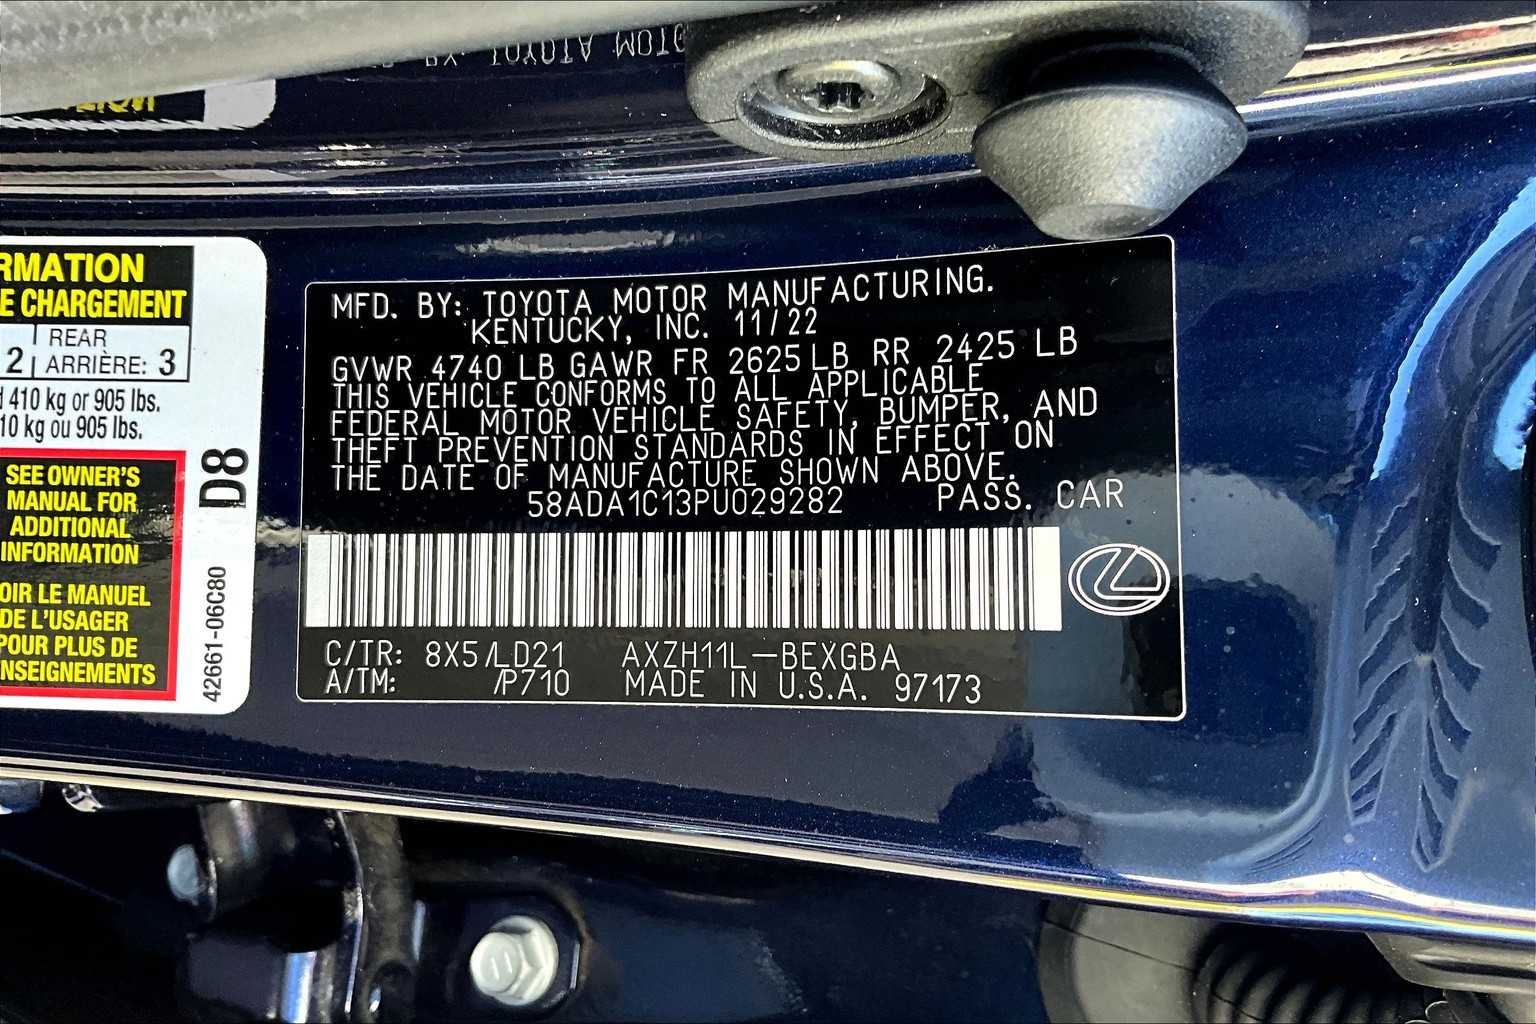 TOYOTA MOTO
RMATION
E CHARGEMENT
REAR
2 ARRIÈRE: 3
410 kg or 905 lbs.
10 kg ou 905 lbs.
SEE OWNER'S
MANUAL FOR
ADDITIONAL
INFORMATION
OIR LE MANUEL
DE L'USAGER
POUR PLUS DE
NSEIGNEMENTS
D8
42661-06C80
MFD. BY: TOYOTA MOTOR MANUFACTURING.
KENTUCKY, INC. 11/22
GVWR 4740 LB GAWR FR 2625 LB RR 2425 LB
THIS VEHICLE CONFORMS TO ALL APPLICABLE
FEDERAL MOTOR VEHICLE SAFETY, BUMPER, AND
THEFT PREVENTION STANDARDS IN EFFECT ON
THE DATE OF MANUFACTURE SHOWN ABOVE.
58ADA1C13PU029282 PASS. CAR
C/TR: 8X5/LD21 AXZH11L-BEXGBA
A/TM: /P710 MADE IN U.S.A. 97173